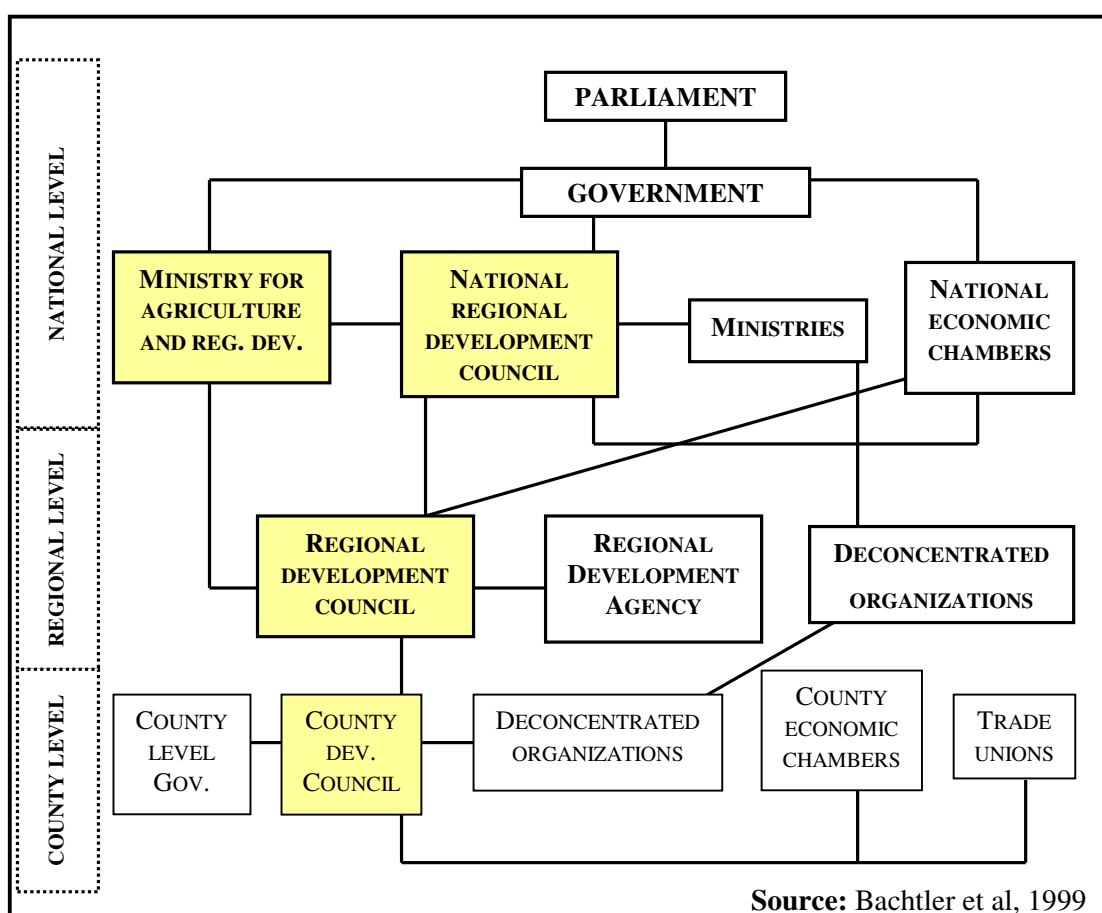 NATIONAL LEVEL
PARLIAMENT
GOVERNMENT
MINISTRY FOR
AGRICULTURE
AND REG. DEV.
NATIONAL
REGIONAL
DEVELOPMENT
COUNCIL
MINISTRIES
NATIONAL
ECONOMIC
CHAMBERS
REGIONAL LEVEL
REGIONAL
DEVELOPMENT
COUNCIL
REGIONAL
DEVELOPMENT
AGENCY
DECONCENTRATED
ORGANIZATIONS
COUNTY LEVEL
COUNTY
LEVEL
GOV.
COUNTY
DEV.
COUNCIL
DECONCENTRATED
ORGANIZATIONS
COUNTY
ECONOMIC
CHAMBERS
TRADE
UNIONS
Source: Bachtler et al, 1999